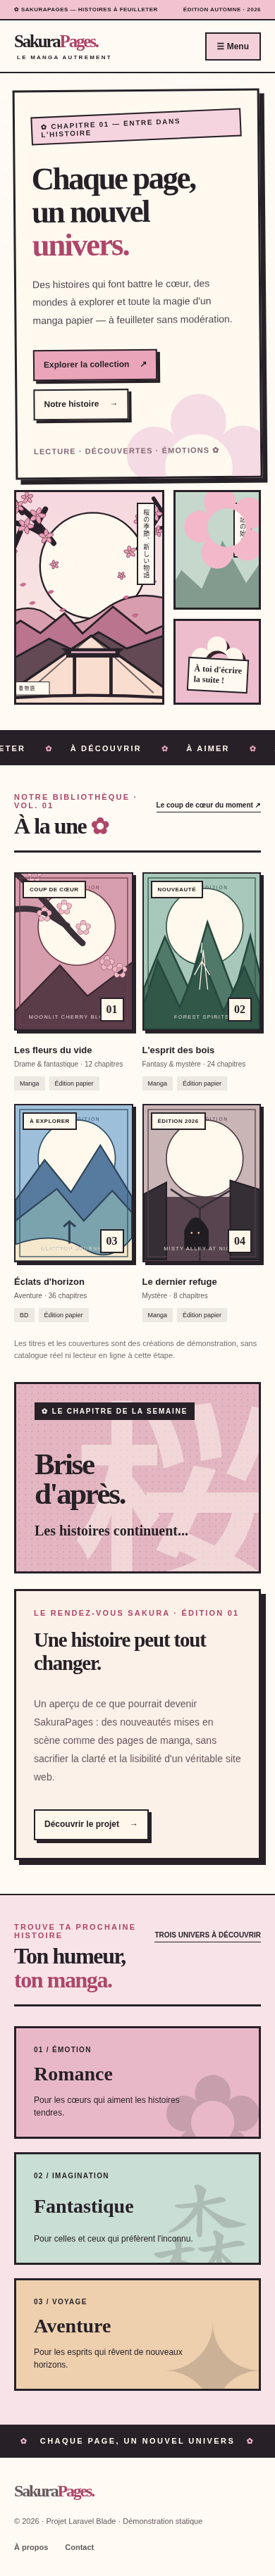 ✿ SAKURAPAGES — HISTOIRES À FEUILLETER
ÉDITION AUTOMNE · 2026
SakuraPages.
LE MANGA AUTREMENT
☰ Menu
✿ CHAPITRE 01 — ENTRE DANS
L'HISTOIRE
Chaque page,
un nouvel
univers.
Des histoires qui font battre le cœur, des
mondes à explorer et toute la magie d'un
manga papier — à feuilleter sans modération.
Explorer la collection ↗
Notre histoire →
LECTURE · DÉCOUVERTES · ÉMOTIONS ✿
桜の季節、新しい物語
春物語
À toi d'écrire
la suite !
ETER ✿ À DÉCOUVRIR ✿ À AIMER ✿
NOTRE BIBLIOTHÈQUE ·
VOL. 01
À la une ✿
Le coup de cœur du moment ↗
COUP DE CŒUR
01
NOUVEAUTÉ
FOREST SPIRITS
02
Les fleurs du vide
Drame & fantastique · 12 chapitres
Manga
Édition papier
L'esprit des bois
Fantasy & mystère · 24 chapitres
Manga
Édition papier
À EXPLORER
03
ÉDITION 2026
04
Éclats d'horizon
Aventure · 36 chapitres
BD
Édition papier
Le dernier refuge
Mystère · 8 chapitres
Manga
Édition papier
Les titres et les couvertures sont des créations de démonstration, sans
catalogue réel ni lecteur en ligne à cette étape.
✿ LE CHAPITRE DE LA SEMAINE
桜
Brise
d'après.
Les histoires continuent...
LE RENDEZ-VOUS SAKURA · ÉDITION 01
Une histoire peut tout
changer.
Un aperçu de ce que pourrait devenir
SakuraPages : des nouveautés mises en
scène comme des pages de manga, sans
sacrifier la clarté et la lisibilité d'un véritable site
web.
Découvrir le projet →
TROUVE TA PROCHAINE
HISTOIRE
Ton humeur,
ton manga.
TROIS UNIVERS À DÉCOUVRIR
01 / ÉMOTION
Romance
Pour les cœurs qui aiment les histoires
tendres.
02 / IMAGINATION
Fantastique
Pour celles et ceux qui préfèrent l'inconnu.
森
03 / VOYAGE
Aventure
Pour les esprits qui rêvent de nouveaux
horizons.
✿ CHAQUE PAGE, UN NOUVEL UNIVERS ✿
SakuraPages.
© 2026 · Projet Laravel Blade · Démonstration statique
À propos
Contact